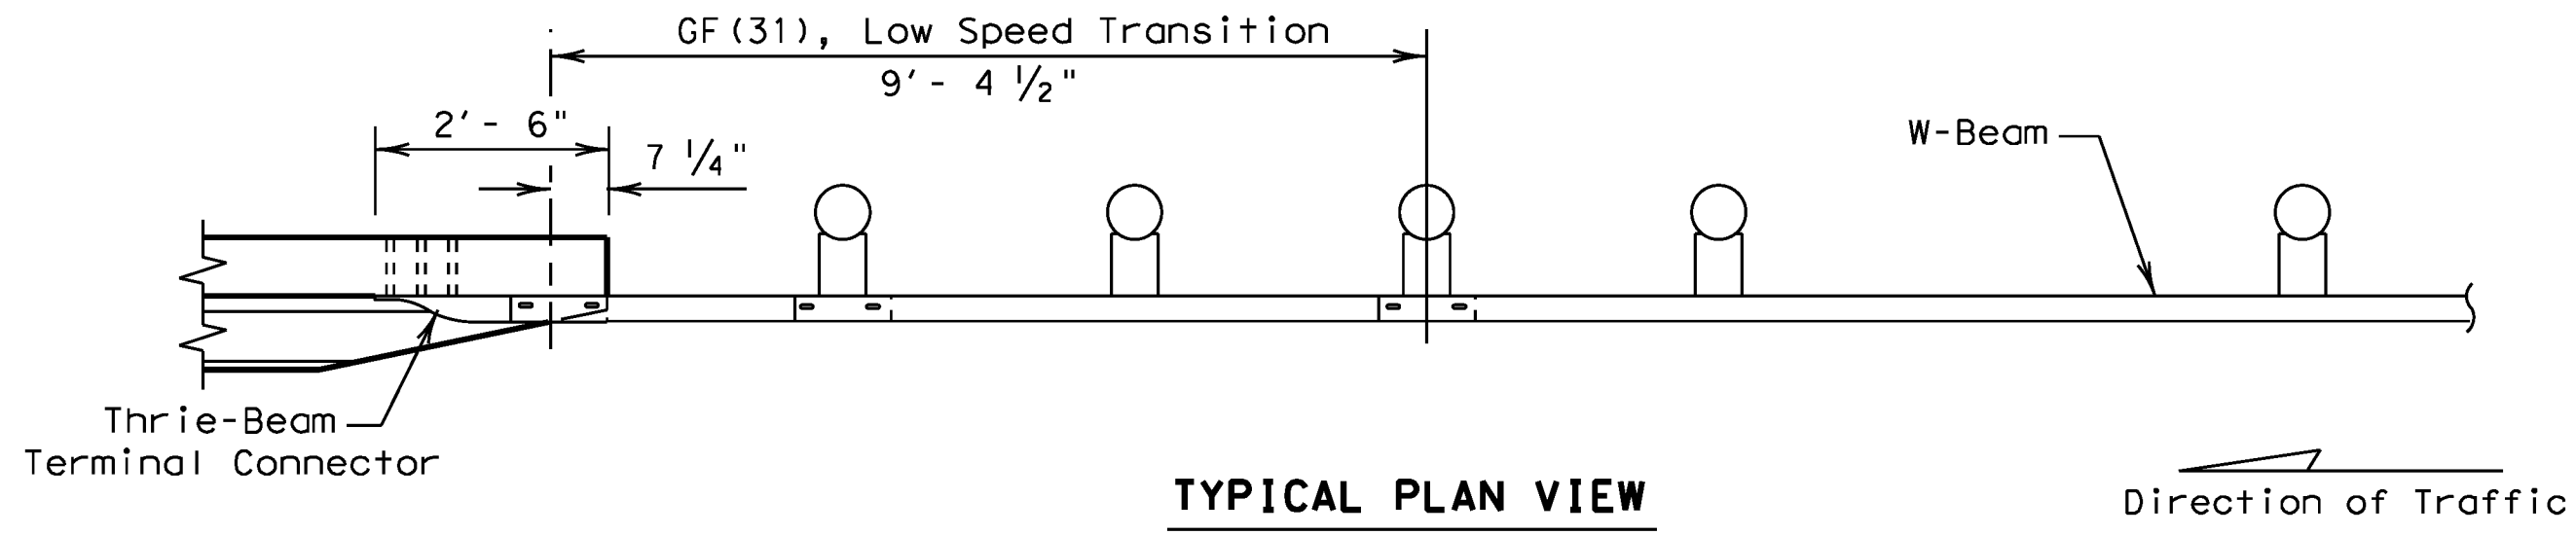 GF(31), Low Speed Transition
9'- 4 ½"
2'- 6"
7 ¼"
W-Beam
Thrie-Beam
Terminal Connector
TYPICAL PLAN VIEW
Direction of Traffic